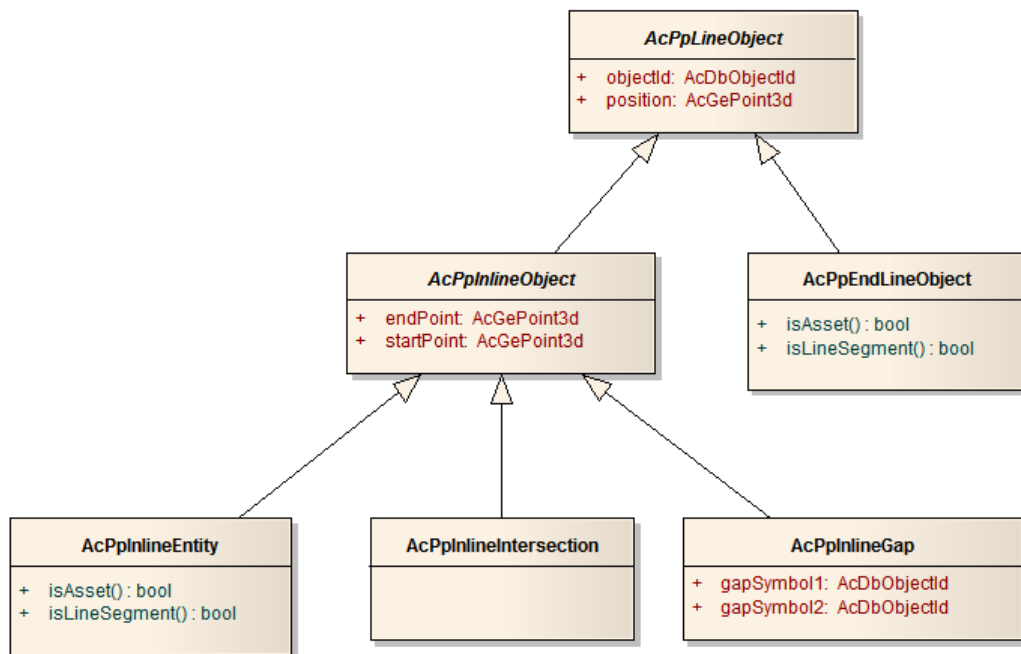 AcPpLineObject
+ objectId: AcDbObjectId
+ position: AcGePoint3d
AcPpInlineObject
+ endPoint: AcGePoint3d
+ startPoint: AcGePoint3d
AcPpEndLineObject
+ isAsset() : bool
+ isLineSegment() : bool
AcPpInlineEntity
+ isAsset() : bool
+ isLineSegment() : bool
AcPpInlineIntersection
AcPpInlineGap
+ gapSymbol1: AcDbObjectId
+ gapSymbol2: AcDbObjectId